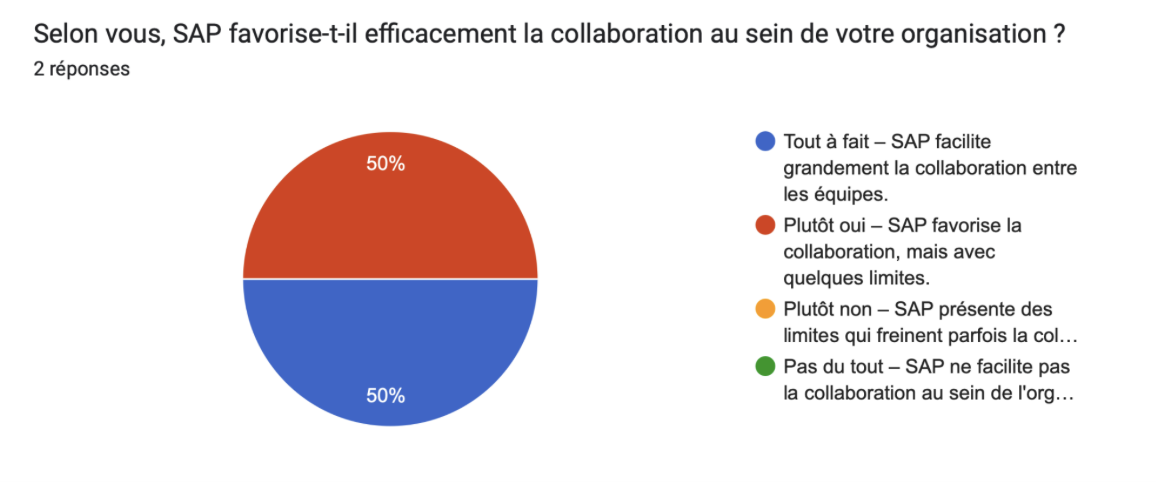 Selon vous, SAP favorise-t-il efficacement la collaboration au sein de votre organisation ?
2 réponses
50%
50%
Tout à fait – SAP facilite
grandement la collaboration entre
les équipes.
Plutôt oui – SAP favorise la
collaboration, mais avec
quelques limites.
Plutôt non – SAP présente des
limites qui freinent parfois la col…
Pas du tout – SAP ne facilite pas
la collaboration au sein de l'org…